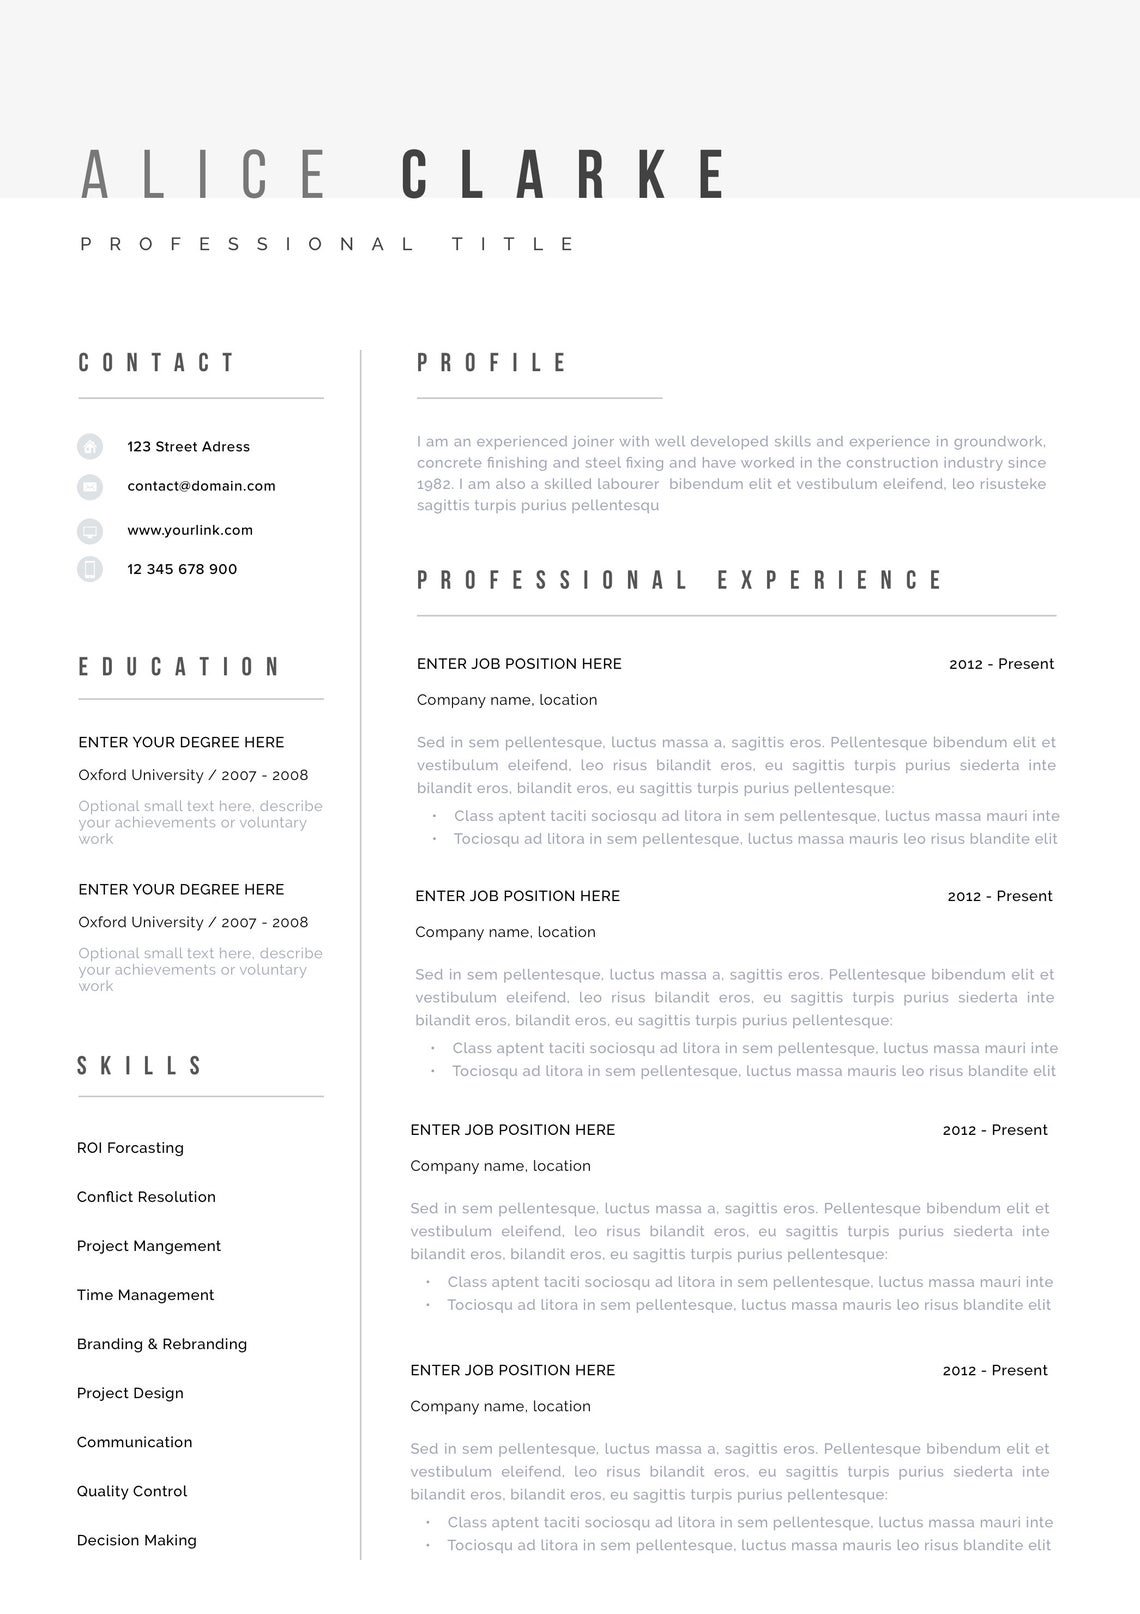 ALICE CLARKE
PROFESSIONAL TITLE
CONTACT
123 Street Adress
contact@domain.com
www.yourlink.com
12 345 678 900
EDUCATION
ENTER YOUR DEGREE HERE
Oxford University / 2007 - 2008
Optional small text here, describe
your achievements or voluntary
work
ENTER YOUR DEGREE HERE
Oxford University / 2007 - 2008
Optional small text here, describe
your achievements or voluntary
work
SKILLS
ROI Forcasting
Conflict Resolution
Project Mangement
Time Management
Branding & Rebranding
Project Design
Communication
Quality Control
Decision Making
PROFILE
I am an experienced joiner with well developed skills and experience in groundwork,
concrete finishing and steel fixing and have worked in the construction industry since
1982. I am also a skilled labourer  bibendum elit et vestibulum eleifend, leo risusteke
sagittis turpis purius pellentesqu
PROFESSIONAL EXPERIENCE
ENTER JOB POSITION HERE 2012 - Present
Company name, location
Sed in sem pellentesque, luctus massa a, sagittis eros. Pellentesque bibendum elit et
vestibulum eleifend, leo risus bilandit eros, eu sagittis turpis purius siederta inte
bilandit eros, bilandit eros, eu sagittis turpis purius pellentesque:
• Class aptent taciti sociosqu ad litora in sem pellentesque, luctus massa mauri inte
• Tociosqu ad litora in sem pellentesque, luctus massa mauris leo risus blandite elit
ENTER JOB POSITION HERE 2012 - Present
Company name, location
Sed in sem pellentesque, luctus massa a, sagittis eros. Pellentesque bibendum elit et
vestibulum eleifend, leo risus bilandit eros, eu sagittis turpis purius siederta inte
bilandit eros, bilandit eros, eu sagittis turpis purius pellentesque:
• Class aptent taciti sociosqu ad litora in sem pellentesque, luctus massa mauri inte
• Tociosqu ad litora in sem pellentesque, luctus massa mauris leo risus blandite elit
ENTER JOB POSITION HERE 2012 - Present
Company name, location
Sed in sem pellentesque, luctus massa a, sagittis eros. Pellentesque bibendum elit et
vestibulum eleifend, leo risus bilandit eros, eu sagittis turpis purius siederta inte
bilandit eros, bilandit eros, eu sagittis turpis purius pellentesque:
• Class aptent taciti sociosqu ad litora in sem pellentesque, luctus massa mauri inte
• Tociosqu ad litora in sem pellentesque, luctus massa mauris leo risus blandite elit
ENTER JOB POSITION HERE 2012 - Present
Company name, location
Sed in sem pellentesque, luctus massa a, sagittis eros. Pellentesque bibendum elit et
vestibulum eleifend, leo risus bilandit eros, eu sagittis turpis purius siederta inte
bilandit eros, bilandit eros, eu sagittis turpis purius pellentesque:
• Class aptent taciti sociosqu ad litora in sem pellentesque, luctus massa mauri inte
• Tociosqu ad litora in sem pellentesque, luctus massa mauris leo risus blandite elit